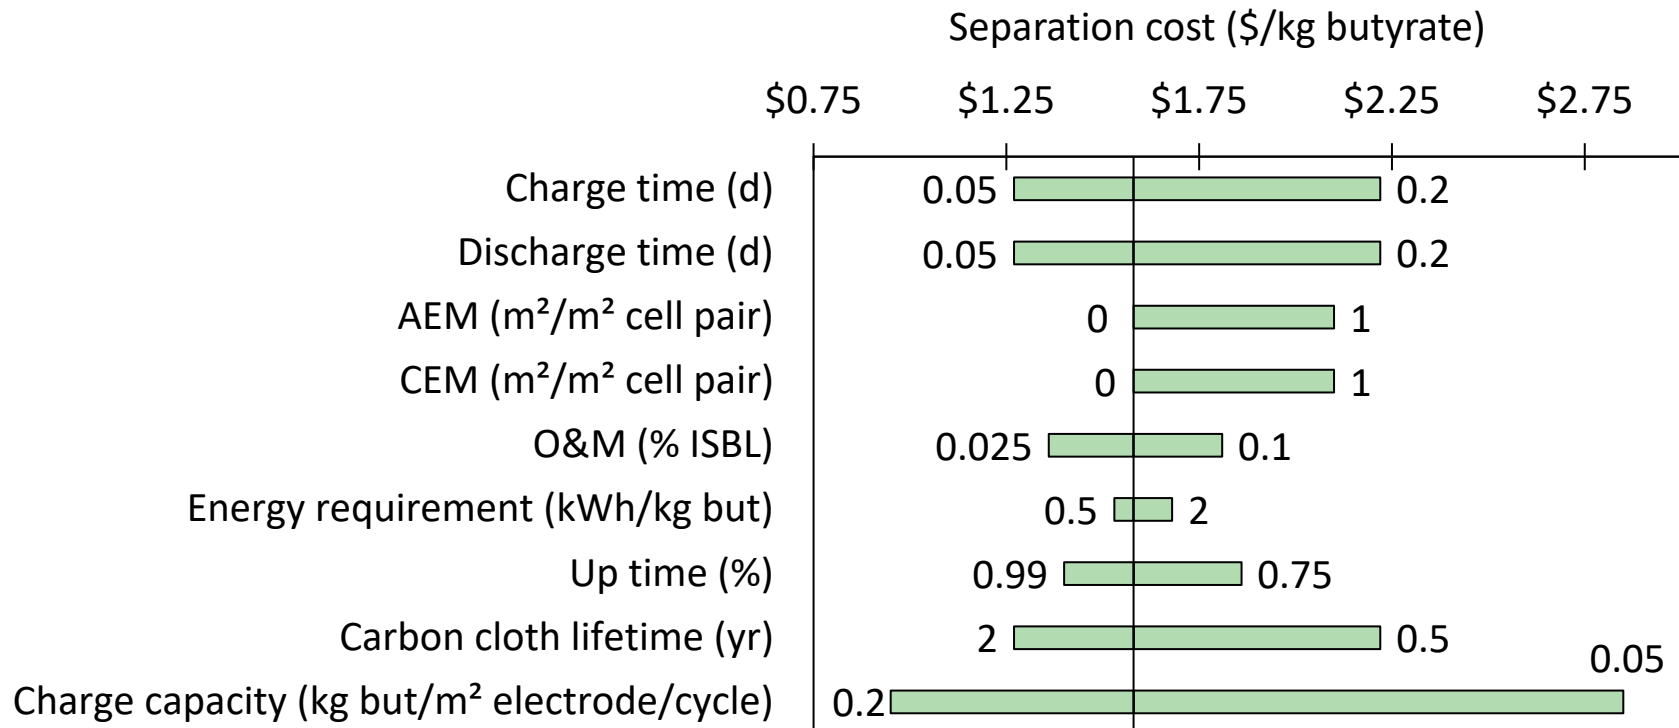 Separation cost ($/kg butyrate)
$0.75 $1.25 $1.75 $2.25 $2.75
Charge time (d) 0.05 0.2
Discharge time (d) 0.05 0.2
AEM (m²/m² cell pair) 0 1
CEM (m²/m² cell pair) 0 1
O&M (% ISBL) 0.025 0.1
Energy requirement (kWh/kg but) 0.5 2
Up time (%) 0.99 0.75
Carbon cloth lifetime (yr) 2 0.5
Charge capacity (kg but/m² electrode/cycle) 0.2 0.05